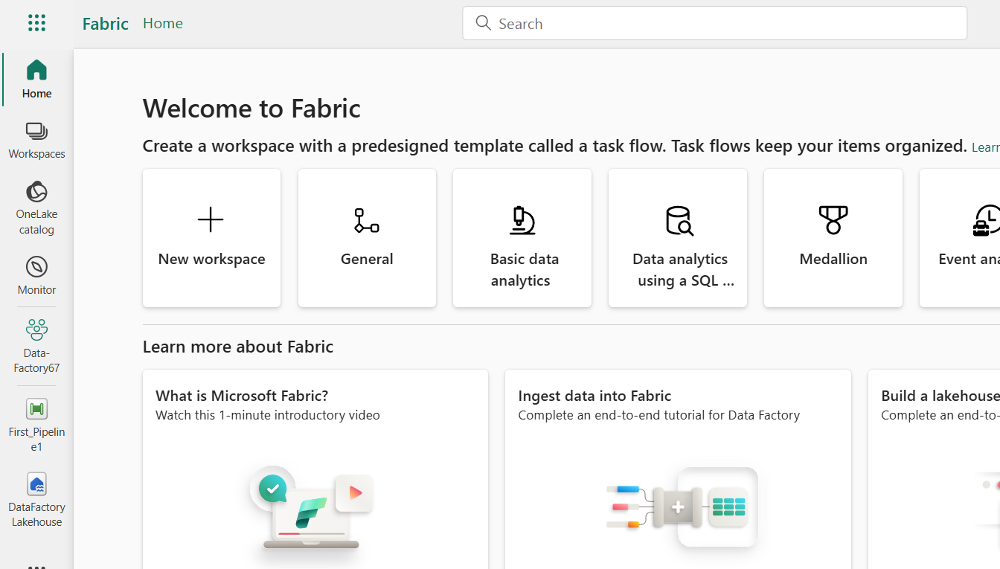 Fabric Home
Search
Home
Workspaces
OneLake
catalog
Monitor
Data-
Factory67
First_Pipelin
e1
DataFactory
Lakehouse
Welcome to Fabric
Create a workspace with a predesigned template called a task flow. Task flows keep your items organized. Learn
New workspace
General
Basic data
analytics
Data analytics
using a SQL ...
Medallion
Event ana
Learn more about Fabric
What is Microsoft Fabric?
Watch this 1-minute introductory video
Ingest data into Fabric
Complete an end-to-end tutorial for Data Factory
Build a lakehouse
Complete an end-to-